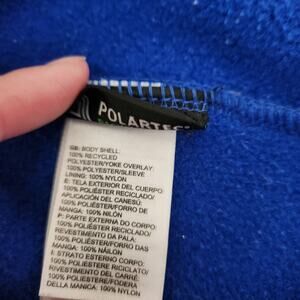 POLARTEC
GB: BODY SHELL:
100% RECYCLED
POLYESTER/YOKE OVERLAY:
100% POLYESTER/SLEEVE
LINING: 100% NYLON
E: TELA EXTERIOR DEL CUERPO:
100% POLIÉSTER RECICLADO/
APLICACIÓN DEL CANESÚ:
100% POLIÉSTER/FORRO DE
MANGA: 100% NILÓN
P: PARTE EXTERNA DO CORPO:
100% POLIÉSTER RECICLADO/
REVESTIMENTO DA PALA:
100% POLIÉSTER/FORRO DE
MANGA: 100% NÁILON
I: STRATO ESTERNO CORPO:
100% POLIESTERE RICICLATO/
RIVESTIMENTO DEL CARRÉ:
100% POLIESTERE/FODERA
DELLA MANICA: 100% NYLON